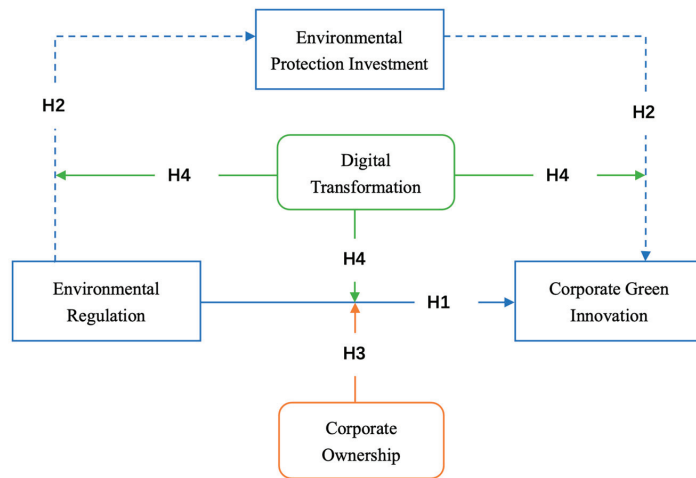 Environmental
Protection Investment
H2
H2
Digital
Transformation
H4
H4
H4
Environmental
Regulation
H1
Corporate Green
Innovation
H3
Corporate
Ownership